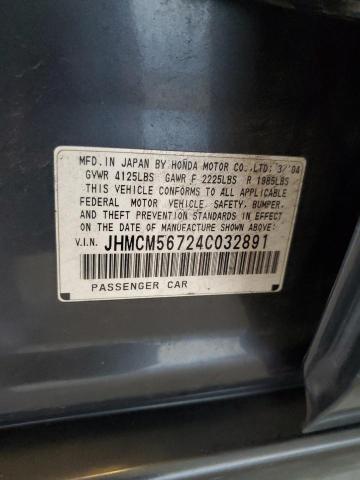 MFD. IN JAPAN BY HONDA MOTOR CO.,LTD: 3/'04
GVWR 4125LBS GAWR F 2225LBS R 1985LBS
THIS VEHICLE CONFORMS TO ALL APPLICABLE
FEDERAL MOTOR VEHICLE SAFETY, BUMPER,
AND THEFT PREVENTION STANDARDS IN EFFECT
ON THE DATE OF MANUFACTURE SHOWN ABOVE:
V.I.N. JHMCM56724C032891
PASSENGER CAR